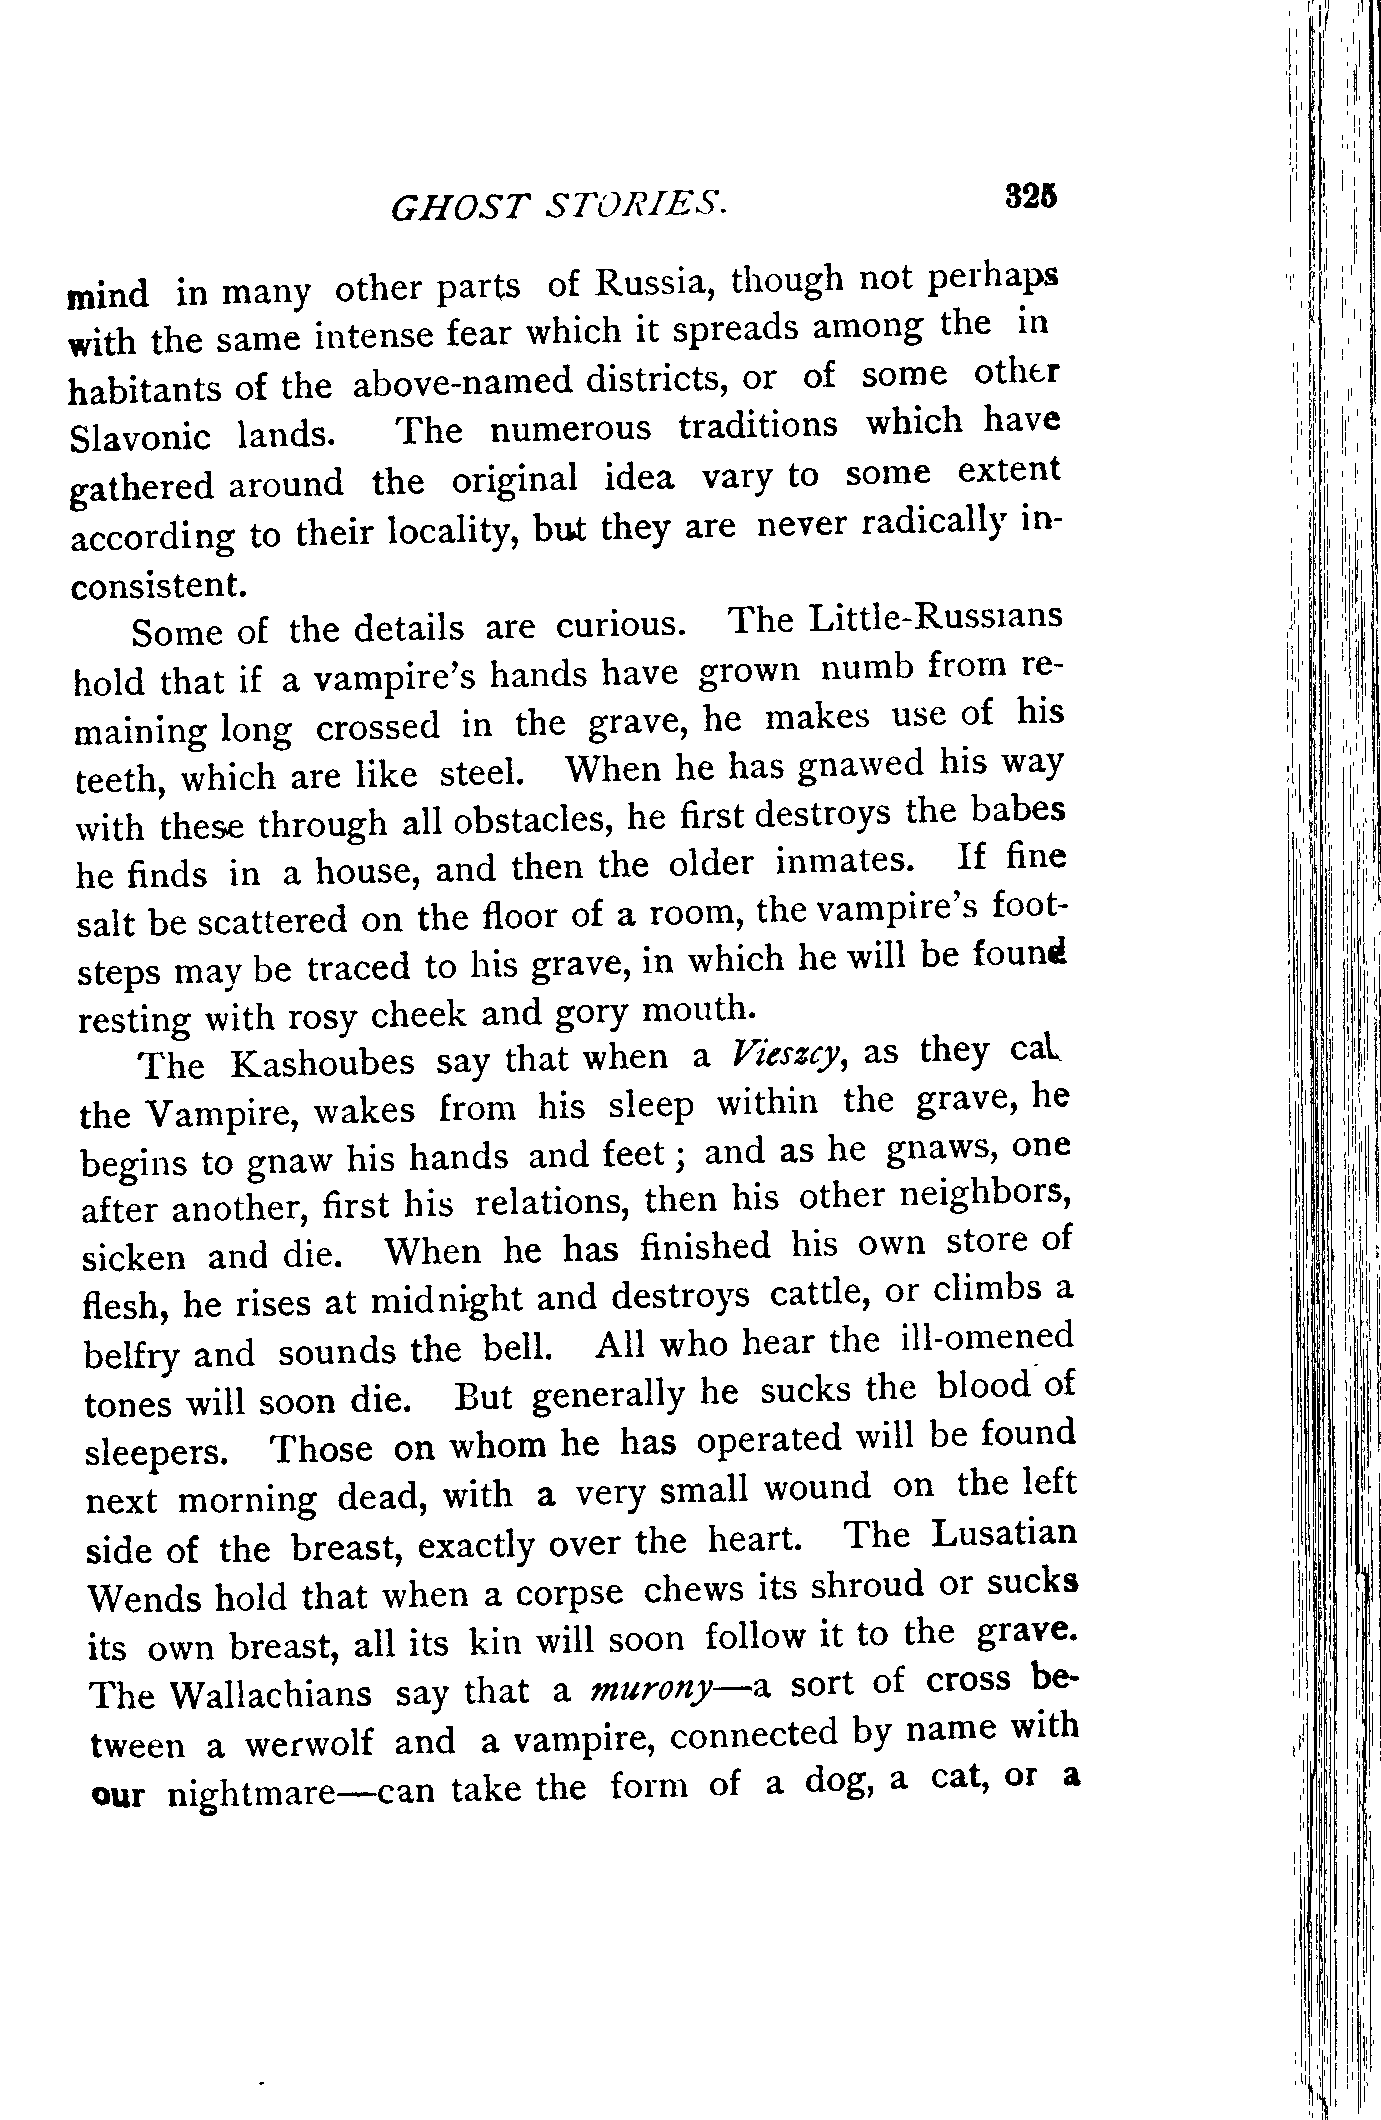 GHOST STORIES. 325
mind in many other parts of Russia, though not perhaps
with the same intense fear which it spreads among the in
habitants of the above-named districts, or of some other
Slavonic lands. The numerous traditions which have
gathered around the original idea vary to some extent
according to their locality, but they are never radically in-
consistent.
Some of the details are curious. The Little-Russians
hold that if a vampire's hands have grown numb from re-
maining long crossed in the grave, he makes use of his
teeth, which are like steel. When he has gnawed his way
with these through all obstacles, he first destroys the babes
he finds in a house, and then the older inmates. If fine
salt be scattered on the floor of a room, the vampire's foot-
steps may be traced to his grave, in which he will be found
resting with rosy cheek and gory mouth.
The Kashoubes say that when a Vieszcy, as they cal
the Vampire, wakes from his sleep within the grave, he
begins to gnaw his hands and feet ; and as he gnaws, one
after another, first his relations, then his other neighbors,
sicken and die. When he has finished his own store of
flesh, he rises at midnight and destroys cattle, or climbs a
belfry and sounds the bell. All who hear the ill-omened
tones will soon die. But generally he sucks the blood of
sleepers. Those on whom he has operated will be found
next morning dead, with a very small wound on the left
side of the breast, exactly over the heart. The Lusatian
Wends hold that when a corpse chews its shroud or sucks
its own breast, all its kin will soon follow it to the grave.
The Wallachians say that a murony—a sort of cross be-
tween a werwolf and a vampire, connected by name with
our nightmare—can take the form of a dog, a cat, or a